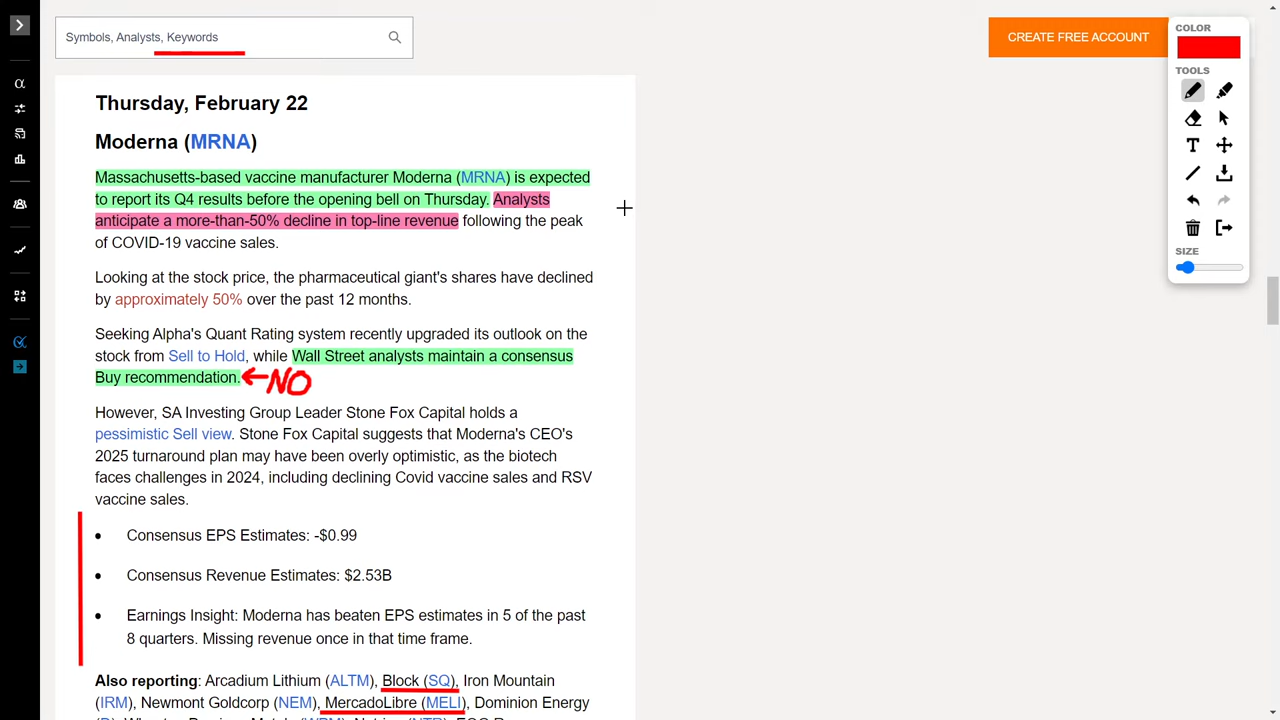 Symbols, Analysts, Keywords
CREATE FREE ACCOUNT
COLOR
TOOLS
T
SIZE
α
Thursday, February 22
Moderna (MRNA)
Massachusetts-based vaccine manufacturer Moderna (MRNA) is expected
to report its Q4 results before the opening bell on Thursday. Analysts
anticipate a more-than-50% decline in top-line revenue following the peak
of COVID-19 vaccine sales.
Looking at the stock price, the pharmaceutical giant's shares have declined
by approximately 50% over the past 12 months.
Seeking Alpha's Quant Rating system recently upgraded its outlook on the
stock from Sell to Hold, while Wall Street analysts maintain a consensus
Buy recommendation. ←NO
However, SA Investing Group Leader Stone Fox Capital holds a
pessimistic Sell view. Stone Fox Capital suggests that Moderna's CEO's
2025 turnaround plan may have been overly optimistic, as the biotech
faces challenges in 2024, including declining Covid vaccine sales and RSV
vaccine sales.
• Consensus EPS Estimates: -$0.99
• Consensus Revenue Estimates: $2.53B
• Earnings Insight: Moderna has beaten EPS estimates in 5 of the past
8 quarters. Missing revenue once in that time frame.
Also reporting: Arcadium Lithium (ALTM), Block (SQ), Iron Mountain
(IRM), Newmont Goldcorp (NEM), MercadoLibre (MELI), Dominion Energy